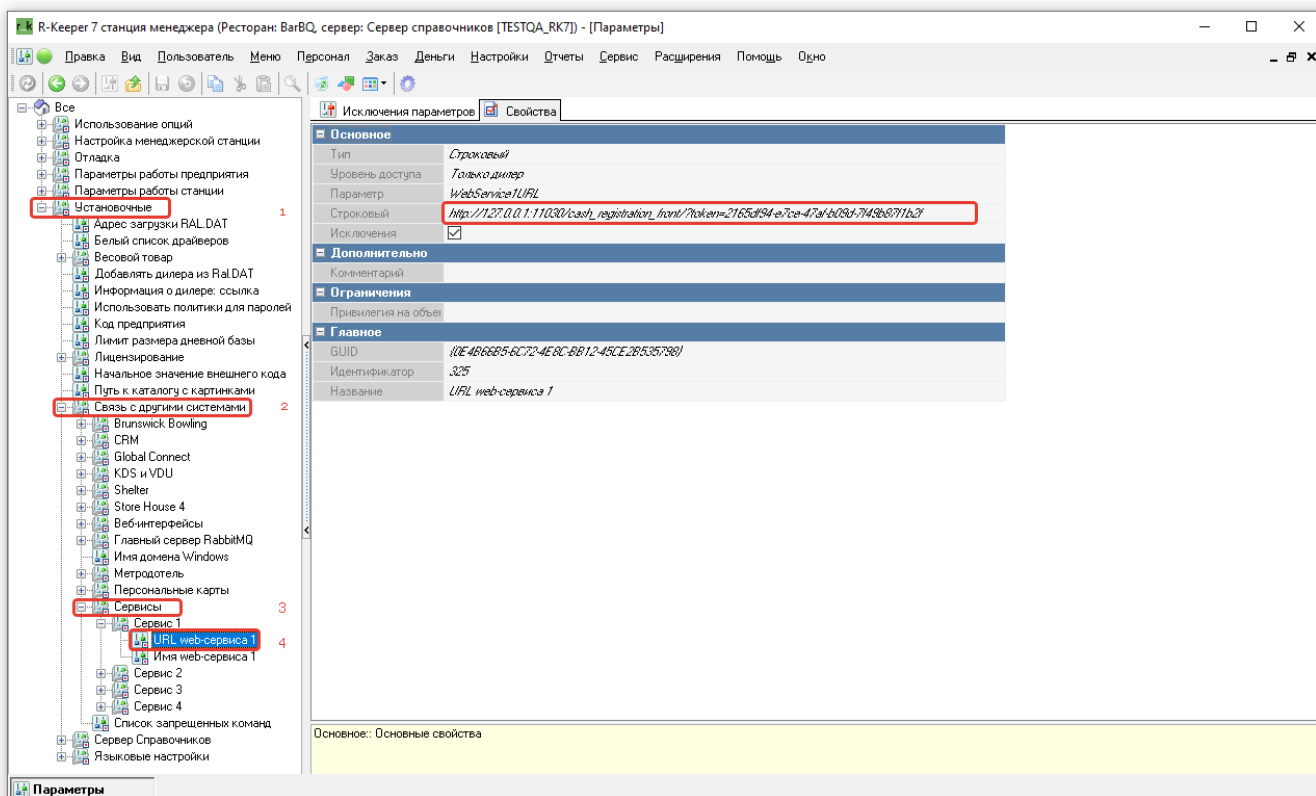 R-Keeper 7 станция менеджера (Ресторан: BarBQ, сервер: Сервер справочников [TESTQA_RK7]) - [Параметры]
Правка Вид Пользователь Меню Персонал Заказ Деньги Настройки Отчеты Сервис Расширения Помощь Окно
Все
Использование опций
Настройка менеджерской станции
Отладка
Параметры работы предприятия
Параметры работы станции
Установочные 1
Адрес загрузки RAL.DAT
Белый список драйверов
Весовой товар
Добавлять дилера из Ral.DAT
Информация о дилере: ссылка
Использовать политики для паролей
Код предприятия
Лимит размера дневной базы
Лицензирование
Начальное значение внешнего кода
Путь к каталогу с картинками
Связь с другими системами 2
Brunswick Bowling
CRM
Global Connect
KDS и VDU
Shelter
Store House 4
Веб-интерфейсы
Главный сервер RabbitMQ
Имя домена Windows
Метродотель
Персональные карты
Сервисы 3
Сервис 1
URL web-сервиса 1 4
Имя web-сервиса 1
Сервис 2
Сервис 3
Сервис 4
Список запрещенных команд
Сервер Справочников
Языковые настройки
Исключения параметров Свойства
Основное
Тип Строковый
Уровень доступа Только дилер
Параметр WebService1URL
Строковый http://127.0.0.1:11030/cash_registration_front/?token=2165df94-e7ce-47af-b09d-7f49b87f1b2f
Исключения
Дополнительно
Комментарий
Ограничения
Привилегия на объек
Главное
GUID {0E4B66B5-6C72-4E8C-BB12-45CE2B535798}
Идентификатор 325
Название URL web-сервиса 1
Основное:: Основные свойства
Параметры